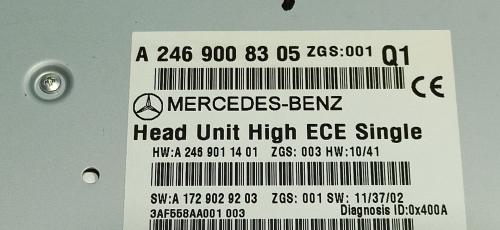 A 246 900 83 05 ZGS:001 Q1
CE
MERCEDES-BENZ
Head Unit High ECE Single
HW:A 246 901 14 01 ZGS: 003 HW:10/41
SW:A 172 902 92 03 ZGS: 001 SW: 11/37/02
3AF558AA001 003 Diagnosis ID:0x400A